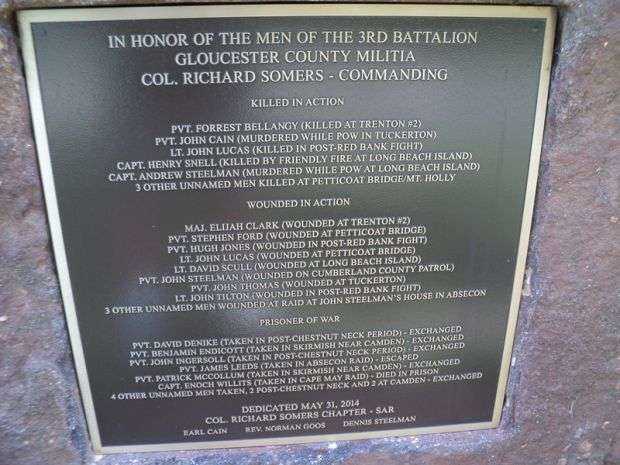 IN HONOR OF THE MEN OF THE 3RD BATTALION
GLOUCESTER COUNTY MILITIA
COL. RICHARD SOMERS - COMMANDING
KILLED IN ACTION
PVT. FORREST BELLANGY (KILLED AT TRENTON #2)
PVT. JOHN CAIN (MURDERED WHILE POW IN TUCKERTON)
LT. JOHN LUCAS (KILLED IN POST-RED BANK FIGHT)
CAPT. HENRY SNELL (KILLED BY FRIENDLY FIRE AT LONG BEACH ISLAND)
CAPT. ANDREW STEELMAN (MURDERED WHILE POW AT LONG BEACH ISLAND)
3 OTHER UNNAMED MEN KILLED AT PETTICOAT BRIDGE/MT. HOLLY
WOUNDED IN ACTION
MAJ. ELIJAH CLARK (WOUNDED AT TRENTON #2)
PVT. STEPHEN FORD (WOUNDED AT PETTICOAT BRIDGE)
PVT. HUGH JONES (WOUNDED IN POST-RED BANK FIGHT)
LT. JOHN LUCAS (WOUNDED AT PETTICOAT BRIDGE)
LT. DAVID SCULL (WOUNDED AT LONG BEACH ISLAND)
PVT. JOHN STEELMAN (WOUNDED ON CUMBERLAND COUNTY PATROL)
PVT. JOHN THOMAS (WOUNDED AT TUCKERTON)
LT. JOHN TILTON (WOUNDED IN POST-RED BANK FIGHT)
3 OTHER UNNAMED MEN WOUNDED AT RAID AT JOHN STEELMAN'S HOUSE IN ABSECON
PRISONER OF WAR
PVT. DAVID DENIKE (TAKEN IN POST-CHESTNUT NECK PERIOD) - EXCHANGED
PVT. BENJAMIN ENDICOTT (TAKEN IN SKIRMISH NEAR CAMDEN) - EXCHANGED
PVT. JOHN INGERSOLL (TAKEN IN POST-CHESTNUT NECK PERIOD) - EXCHANGED
PVT. JAMES LEEDS (TAKEN IN ABSECON RAID) - ESCAPED
PVT. PATRICK MCCOLLUM (TAKEN IN SKIRMISH NEAR CAMDEN) - DIED IN PRISON
CAPT. ENOCH WILLITS (TAKEN IN CAPE MAY RAID) - EXCHANGED
4 OTHER UNNAMED MEN TAKEN, 2 POST-CHESTNUT NECK AND 2 AT CAMDEN - EXCHANGED
DEDICATED MAY 31, 2014
COL. RICHARD SOMERS CHAPTER - SAR
EARL CAIN REV. NORMAN GOOS DENNIS STEELMAN